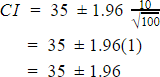 CI = 35 ± 1.96 10/√100
= 35 ± 1.96(1)
= 35 ± 1.96